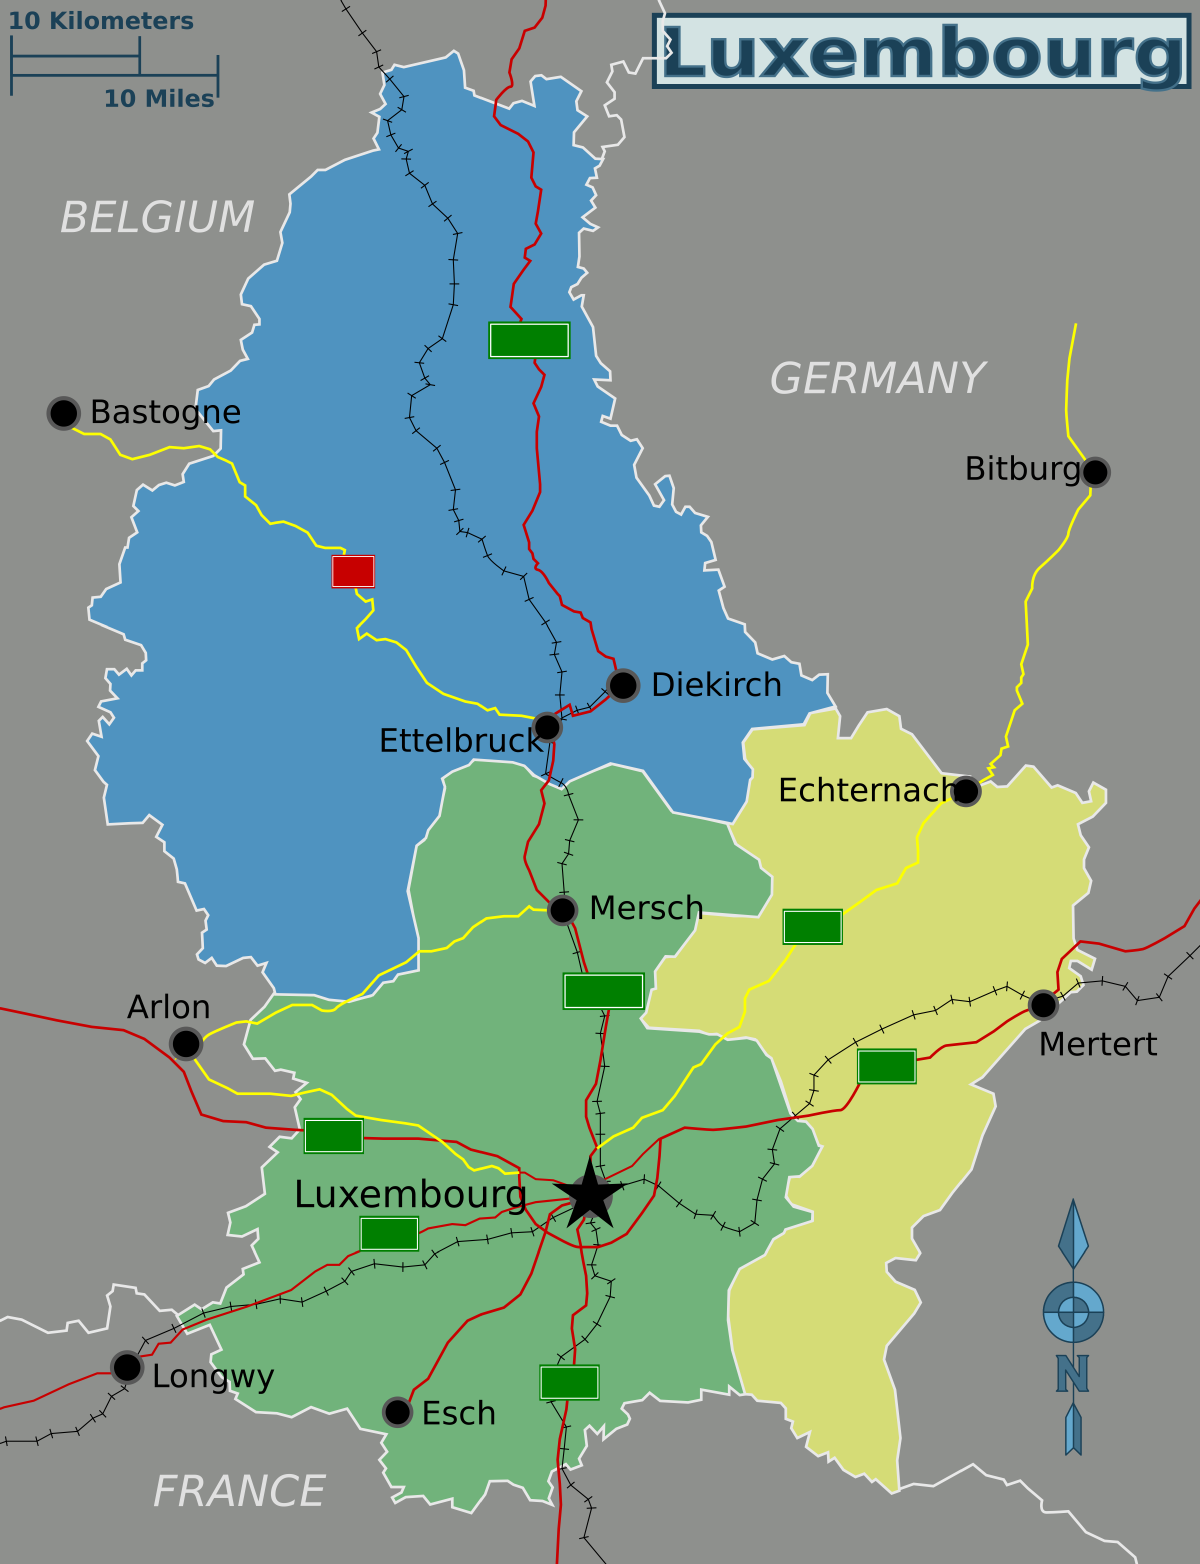 10 Kilometers
10 Miles
Luxembourg
BELGIUM
GERMANY
Bastogne
Bitburg
Diekirch
Ettelbruck
Echternach
Mersch
Arlon
Mertert
Luxembourg
Longwy
Esch
FRANCE
N